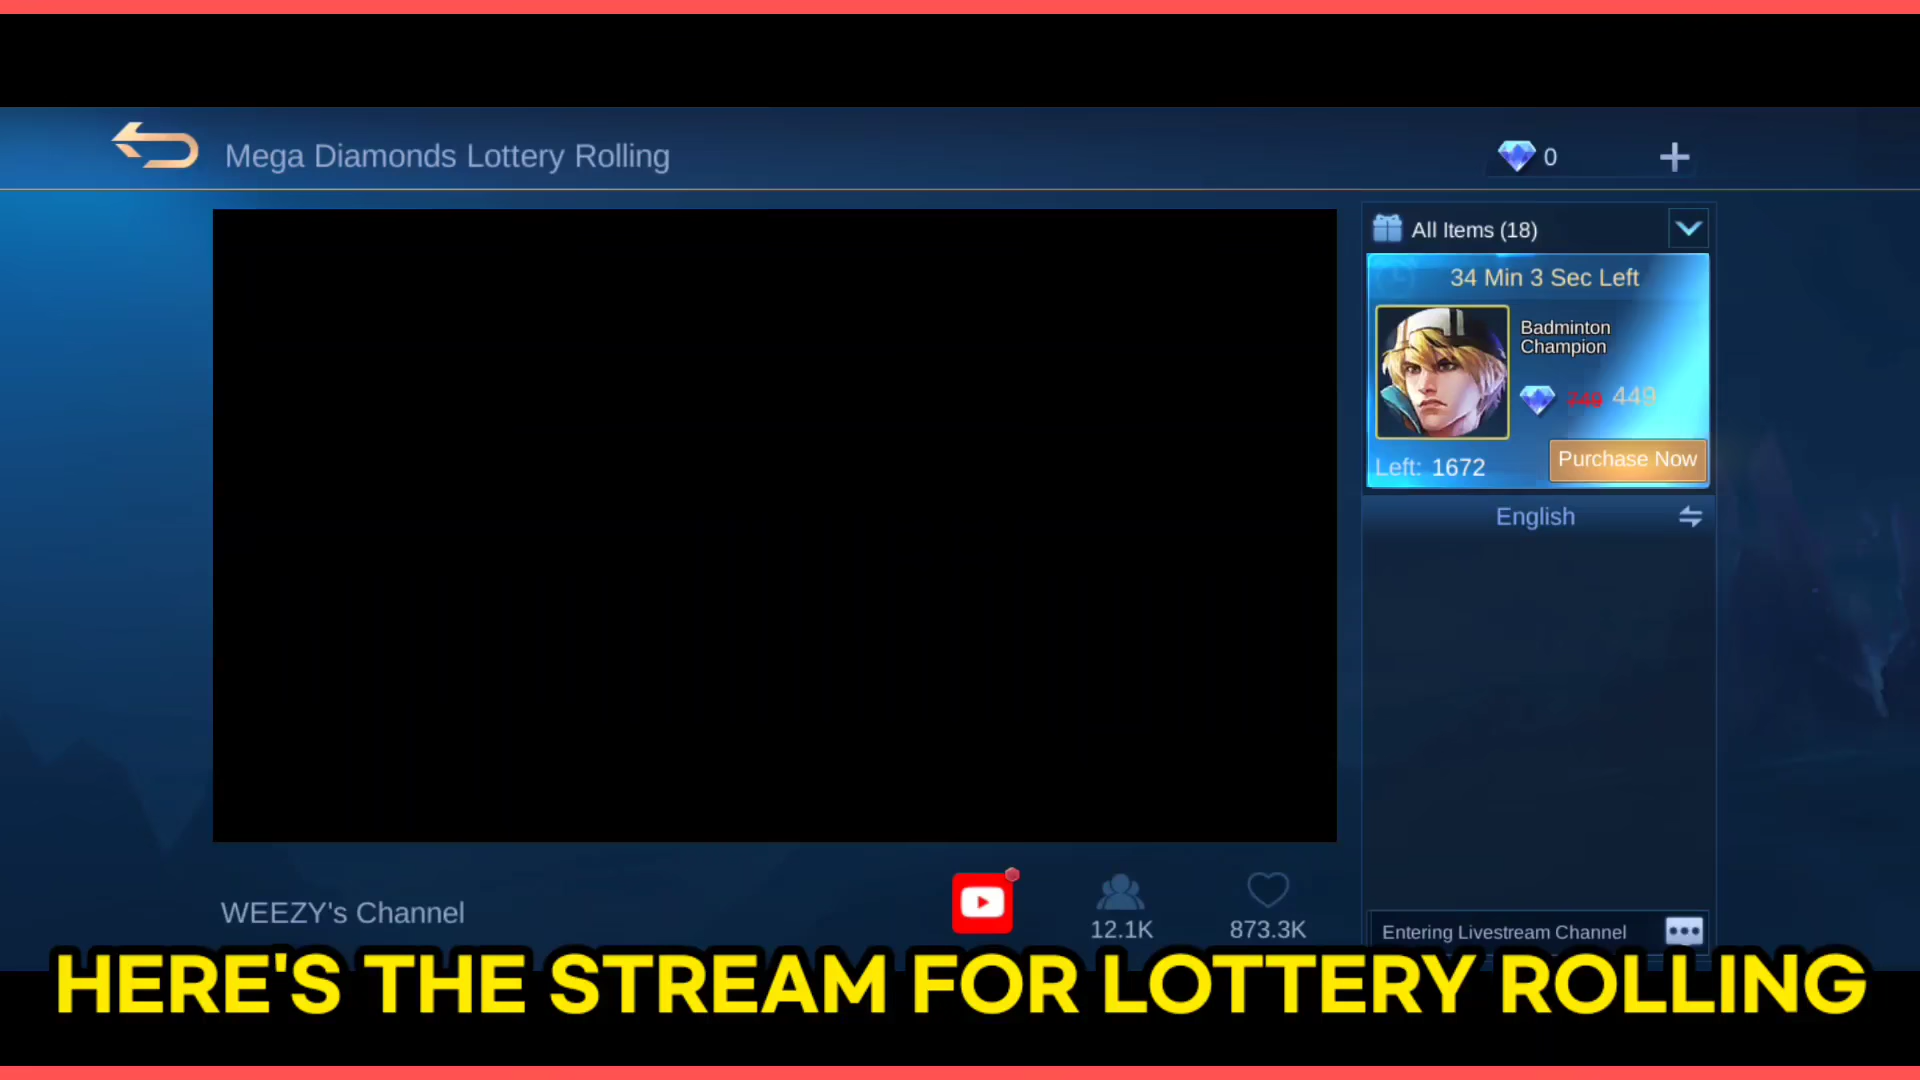 Mega Diamonds Lottery Rolling
0
All Items (18)
34 Min 3 Sec Left
Badminton
Champion
749 449
Left: 1672
Purchase Now
English
WEEZY's Channel
12.1K
873.3K
Entering Livestream Channel
HERE'S THE STREAM FOR LOTTERY ROLLING